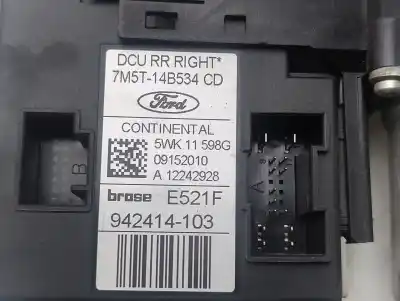 DCU RR RIGHT*
7M5T-14B534 CD
Ford
CONTINENTAL
5WK 11 598G
09152010
A 12242928
brose E521F
942414-103
B
A